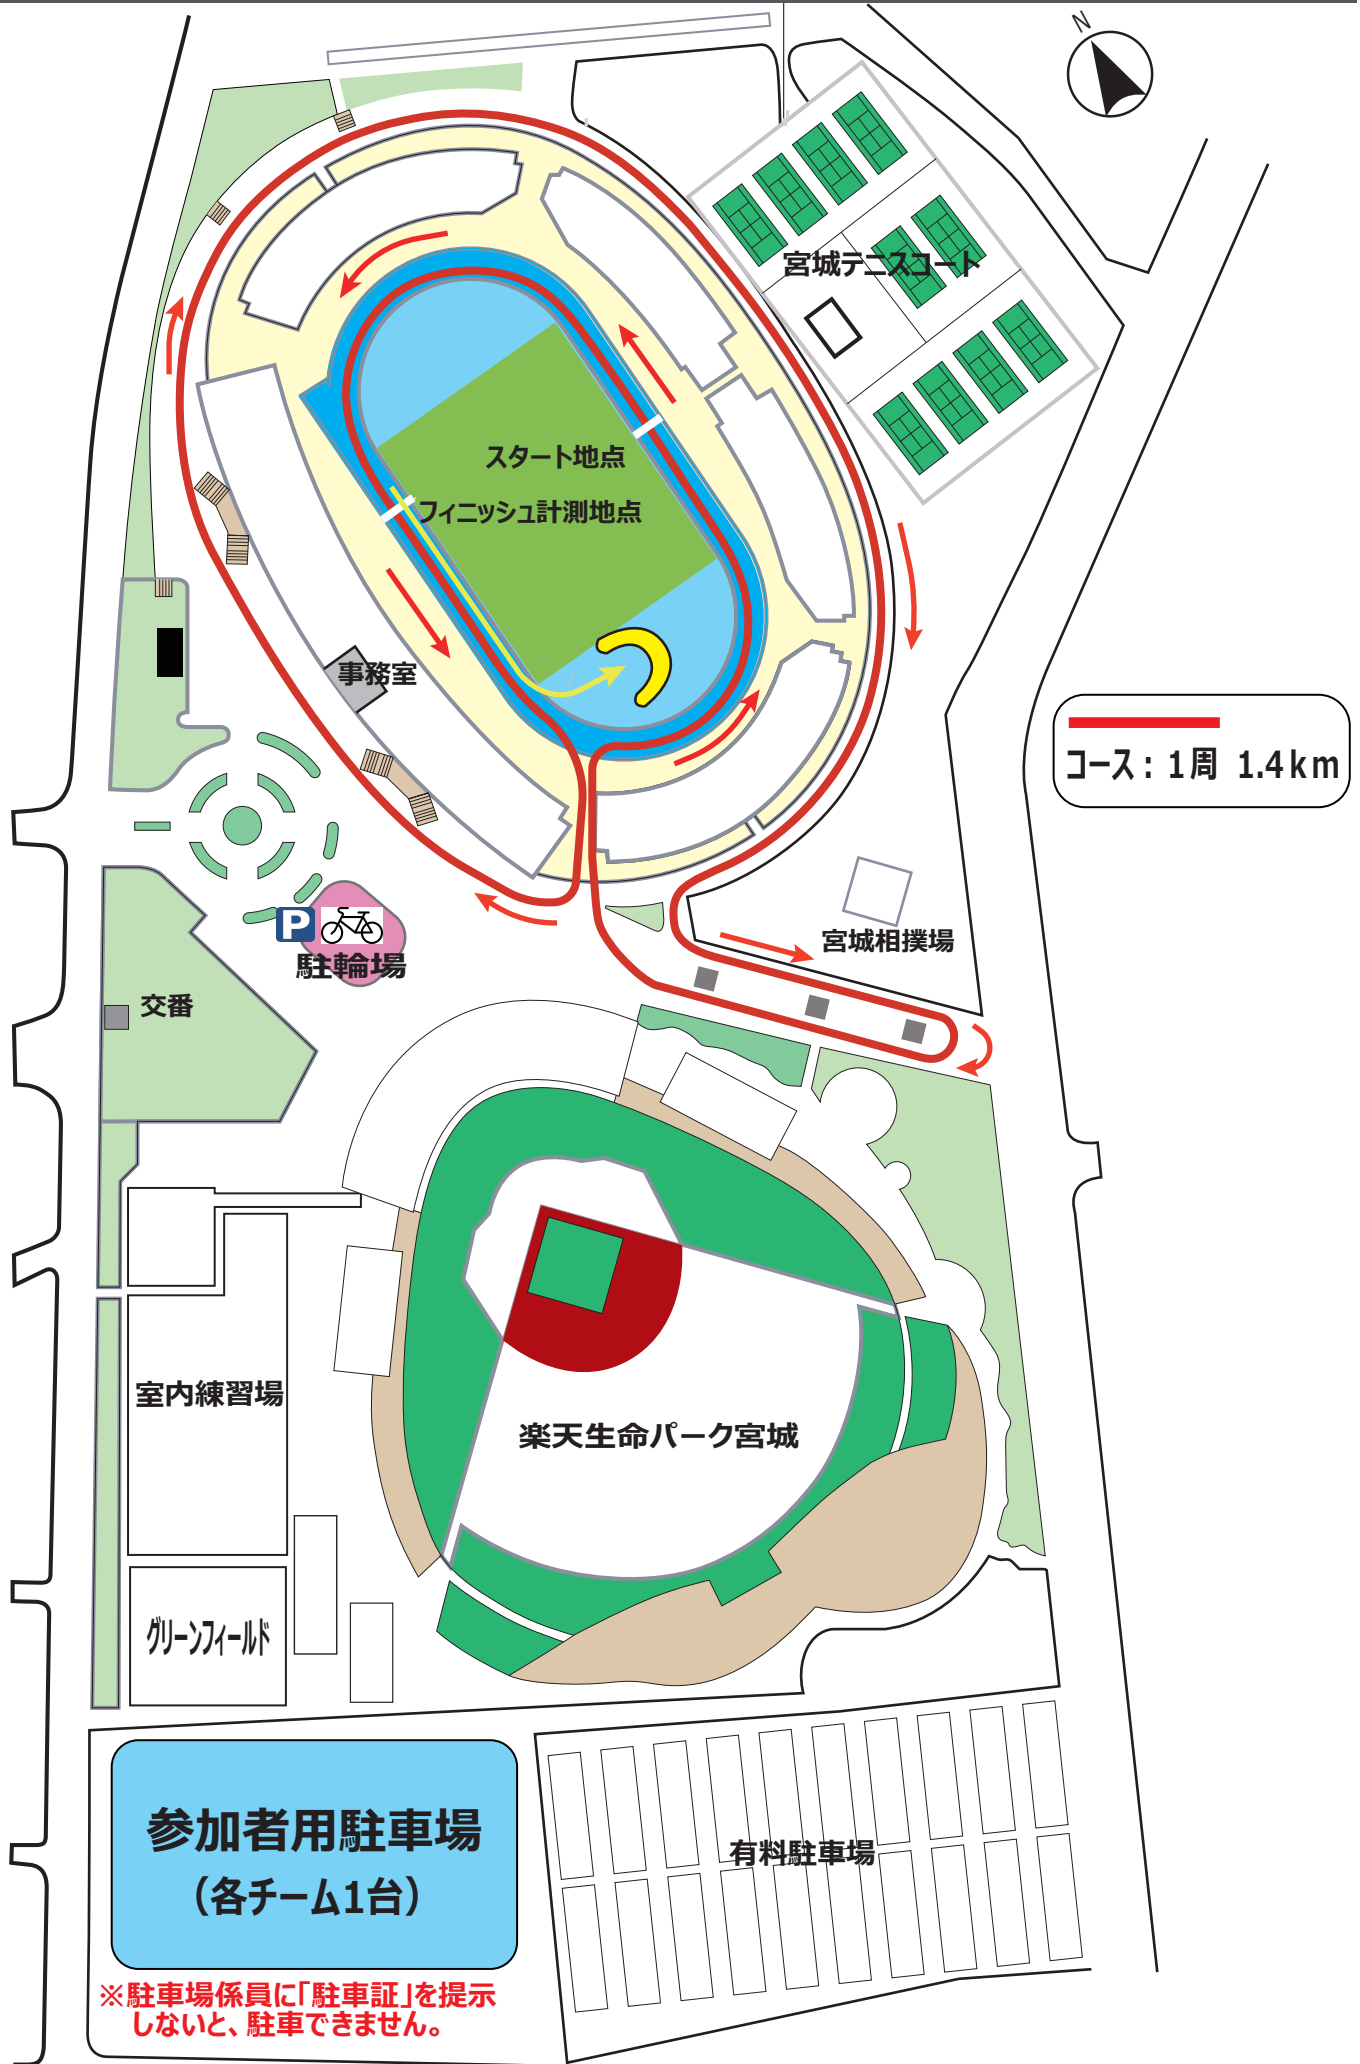 N
宮城テニスコート
スタート地点
フィニッシュ計測地点
事務室
コース：1周 1.4km
P
駐輪場
宮城相撲場
交番
室内練習場
楽天生命パーク宮城
グリーンフィールド
参加者用駐車場
（各チーム1台）
有料駐車場
※駐車場係員に「駐車証」を提示
しないと、駐車できません。